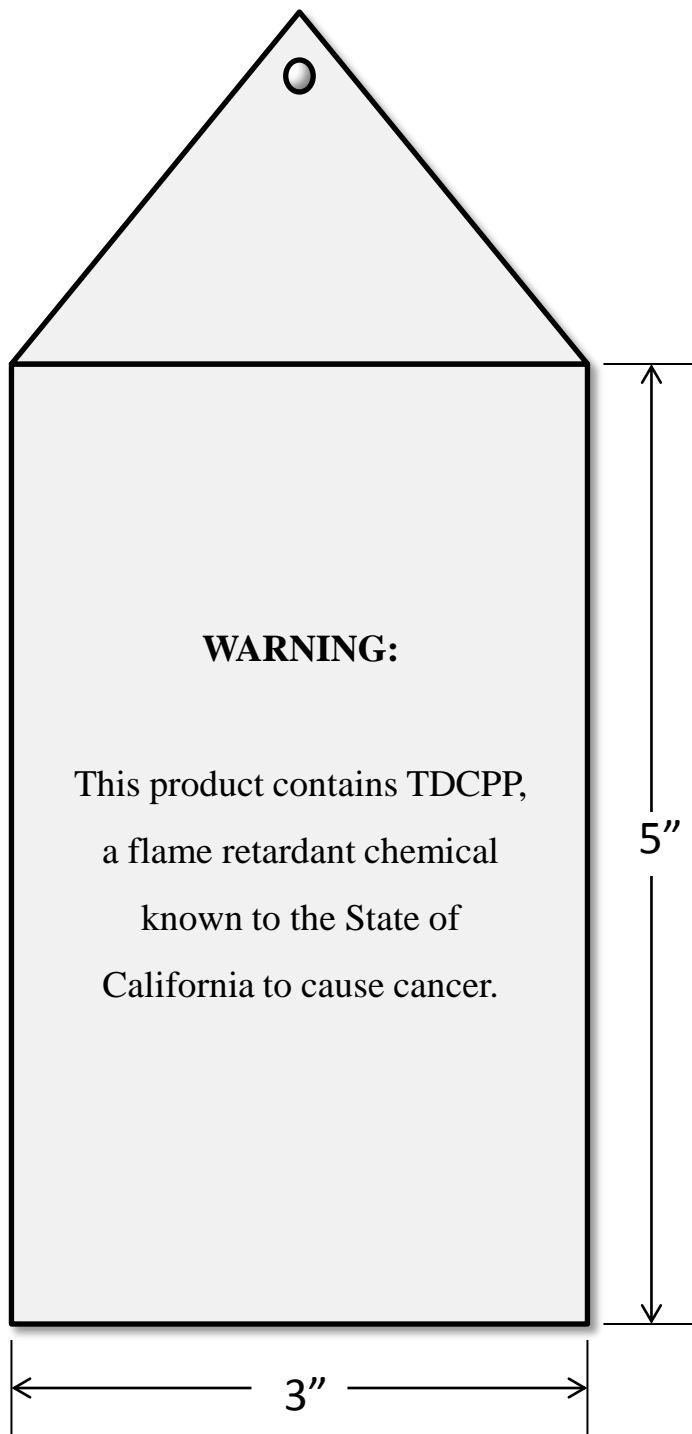 WARNING:
This product contains TDCPP,
a flame retardant chemical
known to the State of
California to cause cancer.
5”
3”